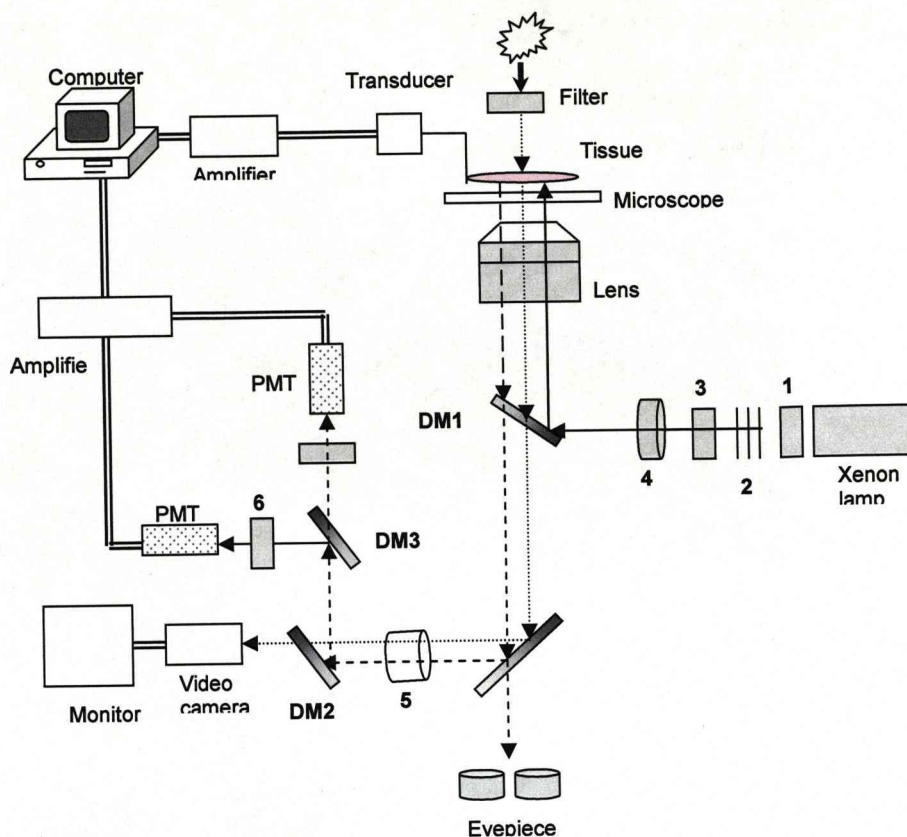 Computer
Transducer
Filter
Amplifier
Tissue
Microscope
Lens
Amplifie
PMT
DM1
3
1
4
2
Xenon
lamp
PMT
6
DM3
Monitor
Video
camera
DM2
5
Eyepiece